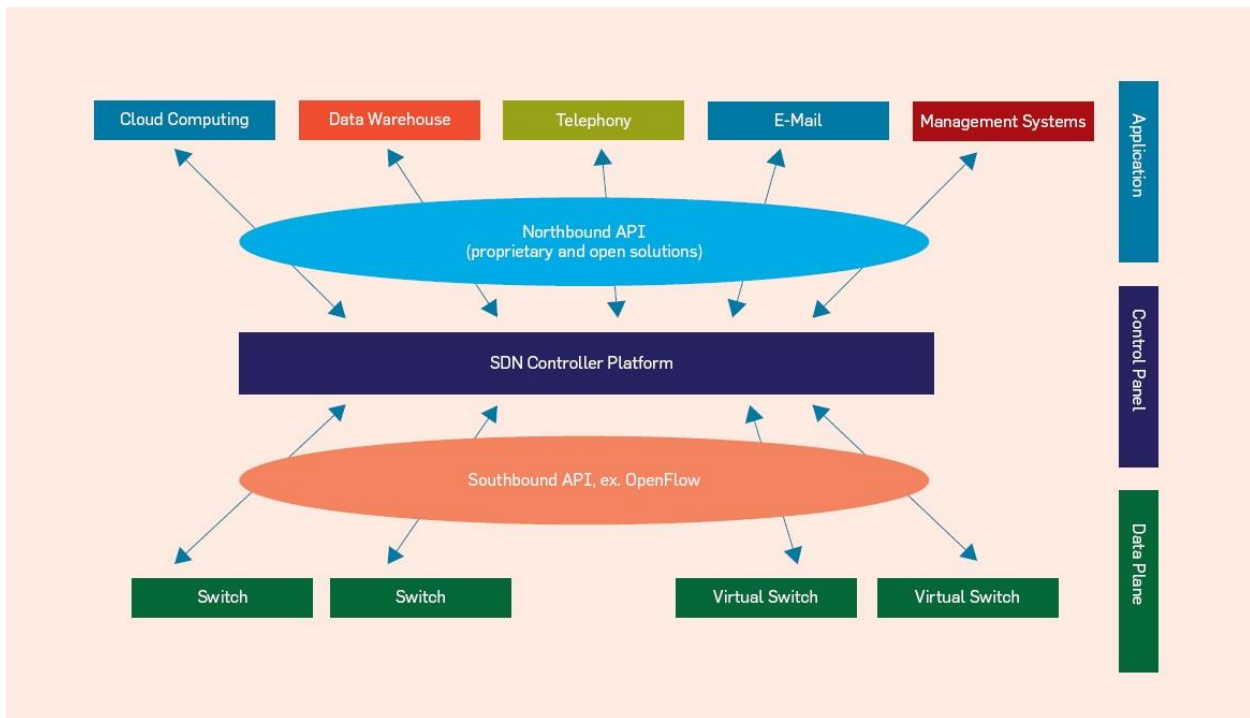 Cloud Computing
Data Warehouse
Telephony
E-Mail
Management Systems
Application
Northbound API
(proprietary and open solutions)
SDN Controller Platform
Control Panel
Southbound API, ex. OpenFlow
Data Plane
Switch
Switch
Virtual Switch
Virtual Switch